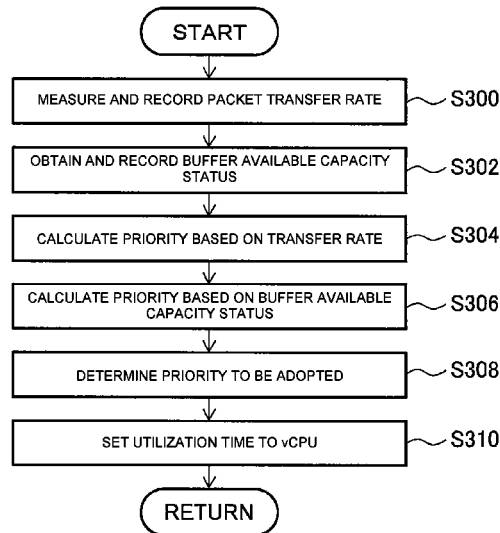 START
MEASURE AND RECORD PACKET TRANSFER RATE
S300
OBTAIN AND RECORD BUFFER AVAILABLE CAPACITY
STATUS
S302
CALCULATE PRIORITY BASED ON TRANSFER RATE
S304
CALCULATE PRIORITY BASED ON BUFFER AVAILABLE
CAPACITY STATUS
S306
DETERMINE PRIORITY TO BE ADOPTED
S308
SET UTILIZATION TIME TO vCPU
S310
RETURN